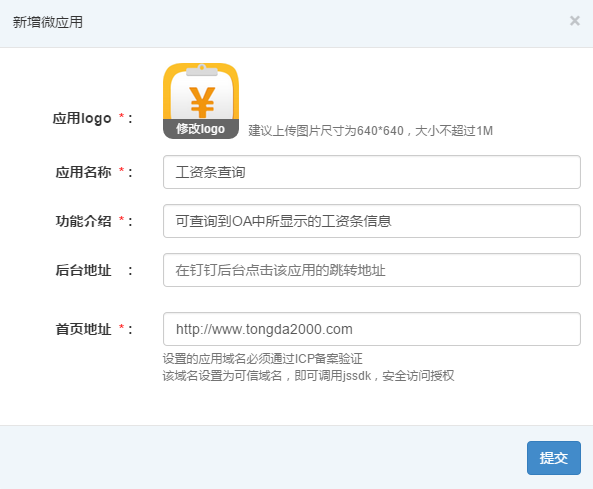 新增微应用 ×
应用logo *：
¥
修改logo
建议上传图片尺寸为640*640，大小不超过1M
应用名称 *： 工资条查询
功能介绍 *： 可查询到OA中所显示的工资条信息
后台地址 ： 在钉钉后台点击该应用的跳转地址
首页地址 *： http://www.tongda2000.com
设置的应用域名必须通过ICP备案验证
该域名设置为可信域名，即可调用jssdk，安全访问授权
提交